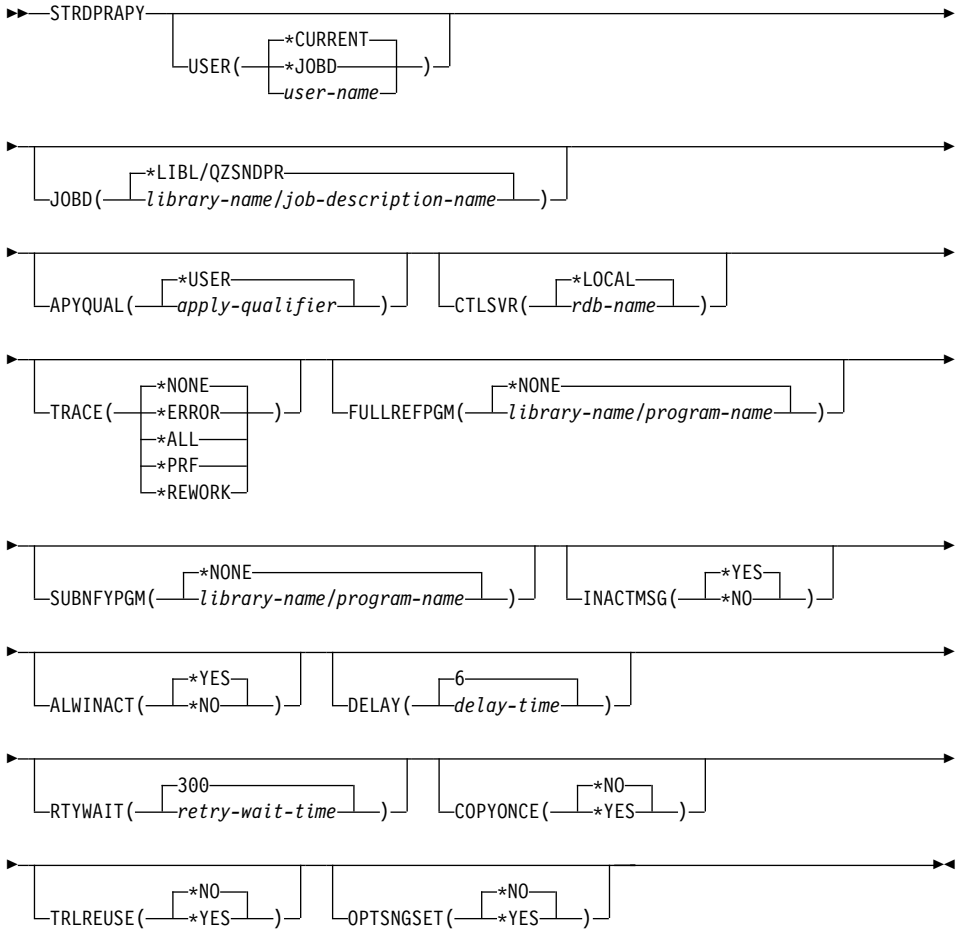 STRDPRAPY
*CURRENT
USER( *JOBD )
user-name
*LIBL/QZSNDPR
JOBD( library-name/job-description-name )
*USER *LOCAL
APYQUAL( apply-qualifier ) CTLSVR( rdb-name )
*NONE *NONE
TRACE( *ERROR ) FULLREFPGM( library-name/program-name )
*ALL
*PRF
*REWORK
*NONE *YES
SUBNFYPGM( library-name/program-name ) INACTMSG( *NO )
*YES 6
ALWINACT( *NO ) DELAY( delay-time )
300 *NO
RTYWAIT( retry-wait-time ) COPYONCE( *YES )
*NO *NO
TRLREUSE( *YES ) OPTSNGSET( *YES )